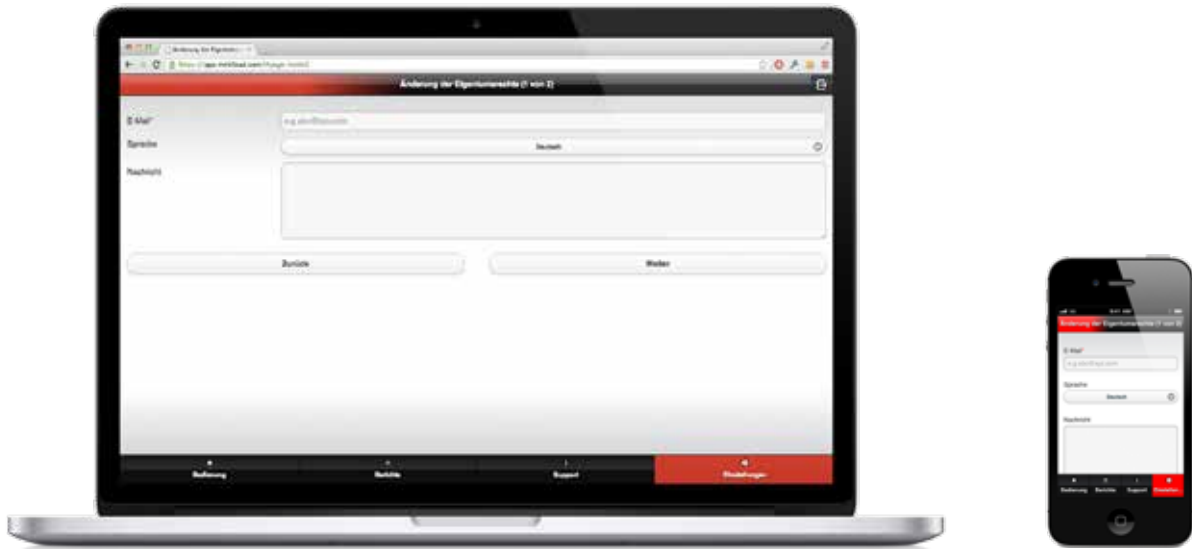 Änderung der Eigentumsrechte (1 von 2)
E-Mail*
Sprache
Deutsch
Nachricht
Zurück
Weiter
Bedienung
Berichte
Support
Einstellungen
Änderung der Eigentumsrechte (1 von 2)
E-Mail*
Sprache
Deutsch
Nachricht
Bedienung
Berichte
Support